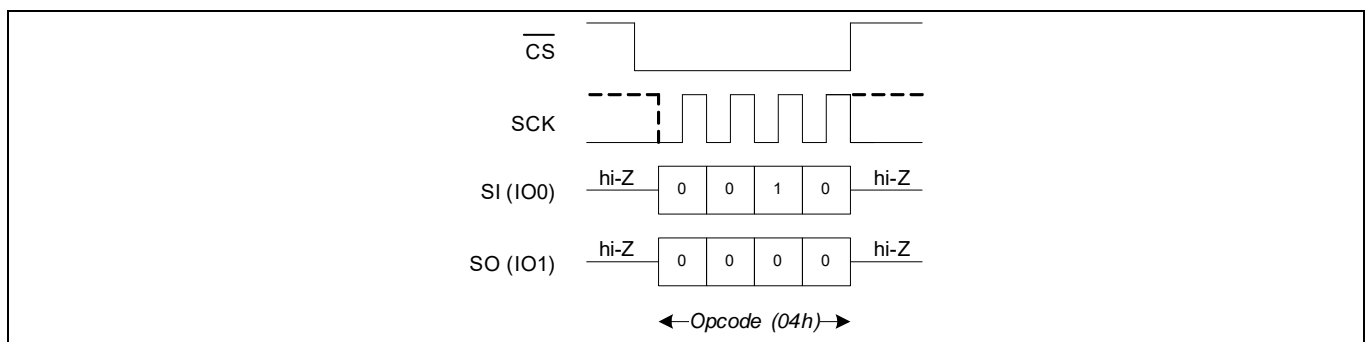 CS
SCK
SI (IO0) hi-Z 0 0 1 0 hi-Z
SO (IO1) hi-Z 0 0 0 0 hi-Z
Opcode (04h)